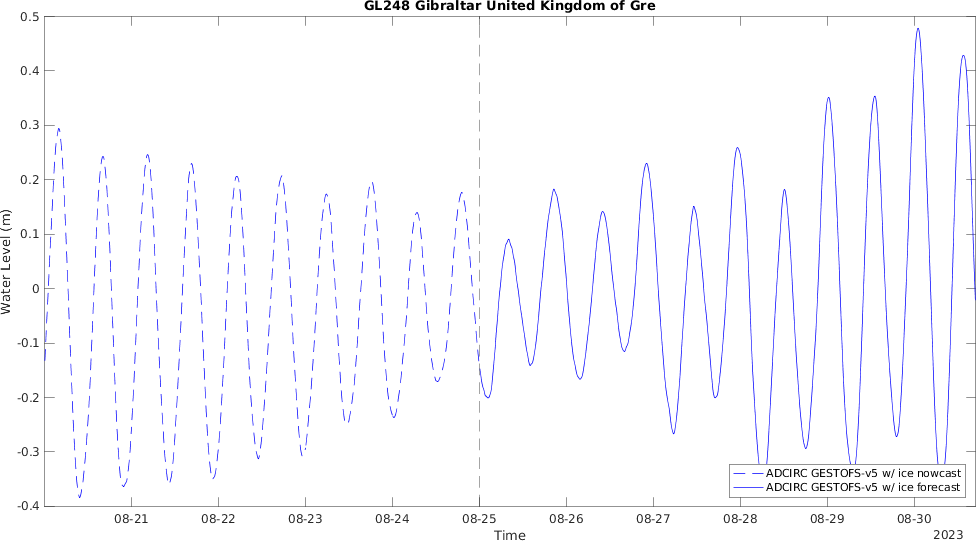 GL248 Gibraltar United Kingdom of Gre
0.5
0.4
0.3
0.2
0.1
0
-0.1
-0.2
-0.3
-0.4
Water Level (m)
ADCIRC GESTOFS-v5 w/ ice nowcast
ADCIRC GESTOFS-v5 w/ ice forecast
08-21 08-22 08-23 08-24 08-25 08-26 08-27 08-28 08-29 08-30
Time
2023